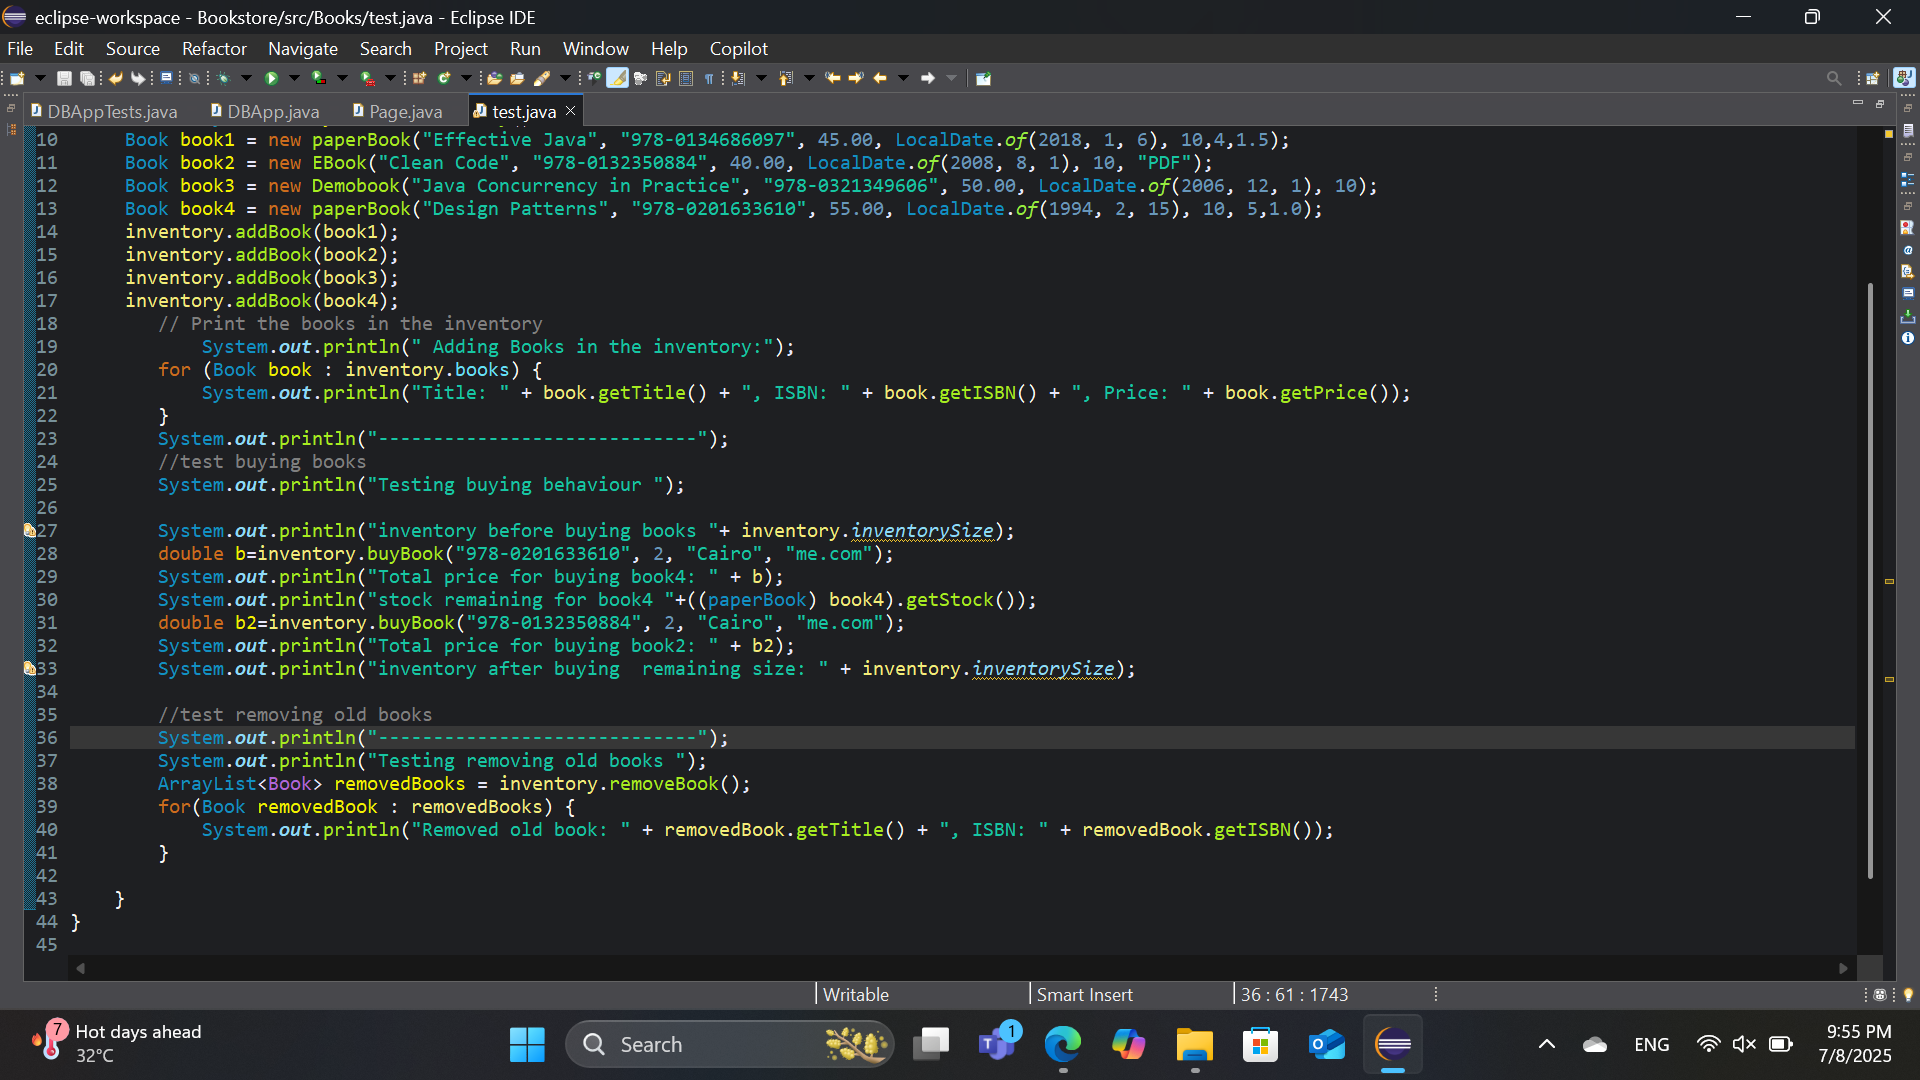 eclipse-workspace - Bookstore/src/Books/test.java - Eclipse IDE
File Edit Source Refactor Navigate Search Project Run Window Help Copilot
DBAppTests.java DBApp.java Page.java test.java
10 Book book1 = new paperBook("Effective Java", "978-0134686097", 45.00, LocalDate.of(2018, 1, 6), 10,4,1.5);
11 Book book2 = new EBook("Clean Code", "978-0132350884", 40.00, LocalDate.of(2008, 8, 1), 10, "PDF");
12 Book book3 = new Demobook("Java Concurrency in Practice", "978-0321349606", 50.00, LocalDate.of(2006, 12, 1), 10);
13 Book book4 = new paperBook("Design Patterns", "978-0201633610", 55.00, LocalDate.of(1994, 2, 15), 10, 5,1.0);
14 inventory.addBook(book1);
15 inventory.addBook(book2);
16 inventory.addBook(book3);
17 inventory.addBook(book4);
18 // Print the books in the inventory
19 System.out.println(" Adding Books in the inventory:");
20 for (Book book : inventory.books) {
21 System.out.println("Title: " + book.getTitle() + ", ISBN: " + book.getISBN() + ", Price: " + book.getPrice());
22 }
23 System.out.println("-----------------------------");
24 //test buying books
25 System.out.println("Testing buying behaviour ");
26
27 System.out.println("inventory before buying books "+ inventory.inventorySize);
28 double b=inventory.buyBook("978-0201633610", 2, "Cairo", "me.com");
29 System.out.println("Total price for buying book4: " + b);
30 System.out.println("stock remaining for book4 "+((paperBook) book4).getStock());
31 double b2=inventory.buyBook("978-0132350884", 2, "Cairo", "me.com");
32 System.out.println("Total price for buying book2: " + b2);
33 System.out.println("inventory after buying  remaining size: " + inventory.inventorySize);
34
35 //test removing old books
36 System.out.println("-----------------------------");
37 System.out.println("Testing removing old books ");
38 ArrayList<Book> removedBooks = inventory.removeBook();
39 for(Book removedBook : removedBooks) {
40 System.out.println("Removed old book: " + removedBook.getTitle() + ", ISBN: " + removedBook.getISBN());
41 }
42
43 }
44 }
45
Writable Smart Insert 36 : 61 : 1743
7 Hot days ahead
32°C
Search
1
ENG
9:55 PM
7/8/2025